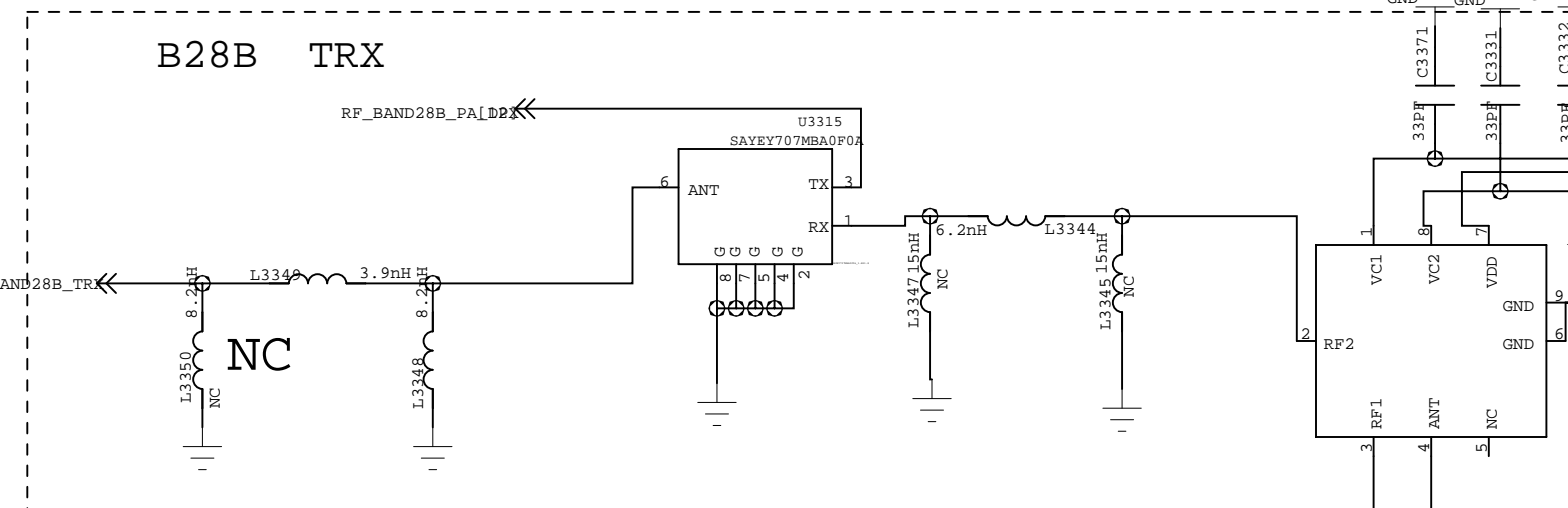 GND
GND
B28B TRX
C3371
C3331
C3332
33PF
33PF
33PF
U3315
SAYEY707MBA0F0A
6
ANT
TX
3
RX
1
G
G
G
G
G
8
7
5
4
2
L3349
3.9nH
8.2nH
8.2nH
L3350
NC
NC
L3348
6.2nH
L3344
15nH
L3347
NC
15nH
L3345
NC
1
8
7
VC1
VC2
VDD
GND
9
GND
6
2
RF2
RF1
ANT
NC
3
4
5